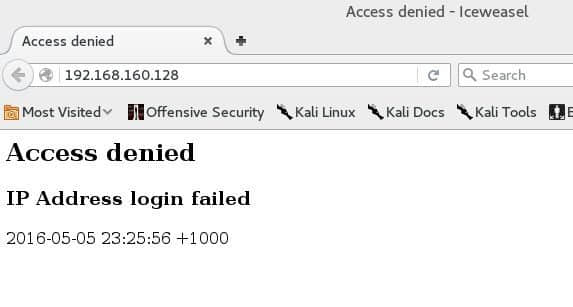 Access denied - Iceweasel
Access denied
192.168.160.128
Search
Most Visited Offensive Security Kali Linux Kali Docs Kali Tools
Access denied
IP Address login failed
2016-05-05 23:25:56 +1000